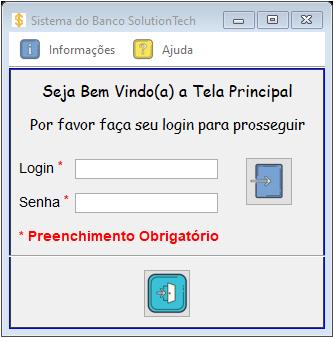 Sistema do Banco SolutionTech
Informações Ajuda
Seja Bem Vindo(a) a Tela Principal
Por favor faça seu login para prosseguir
Login *
Senha *
* Preenchimento Obrigatório